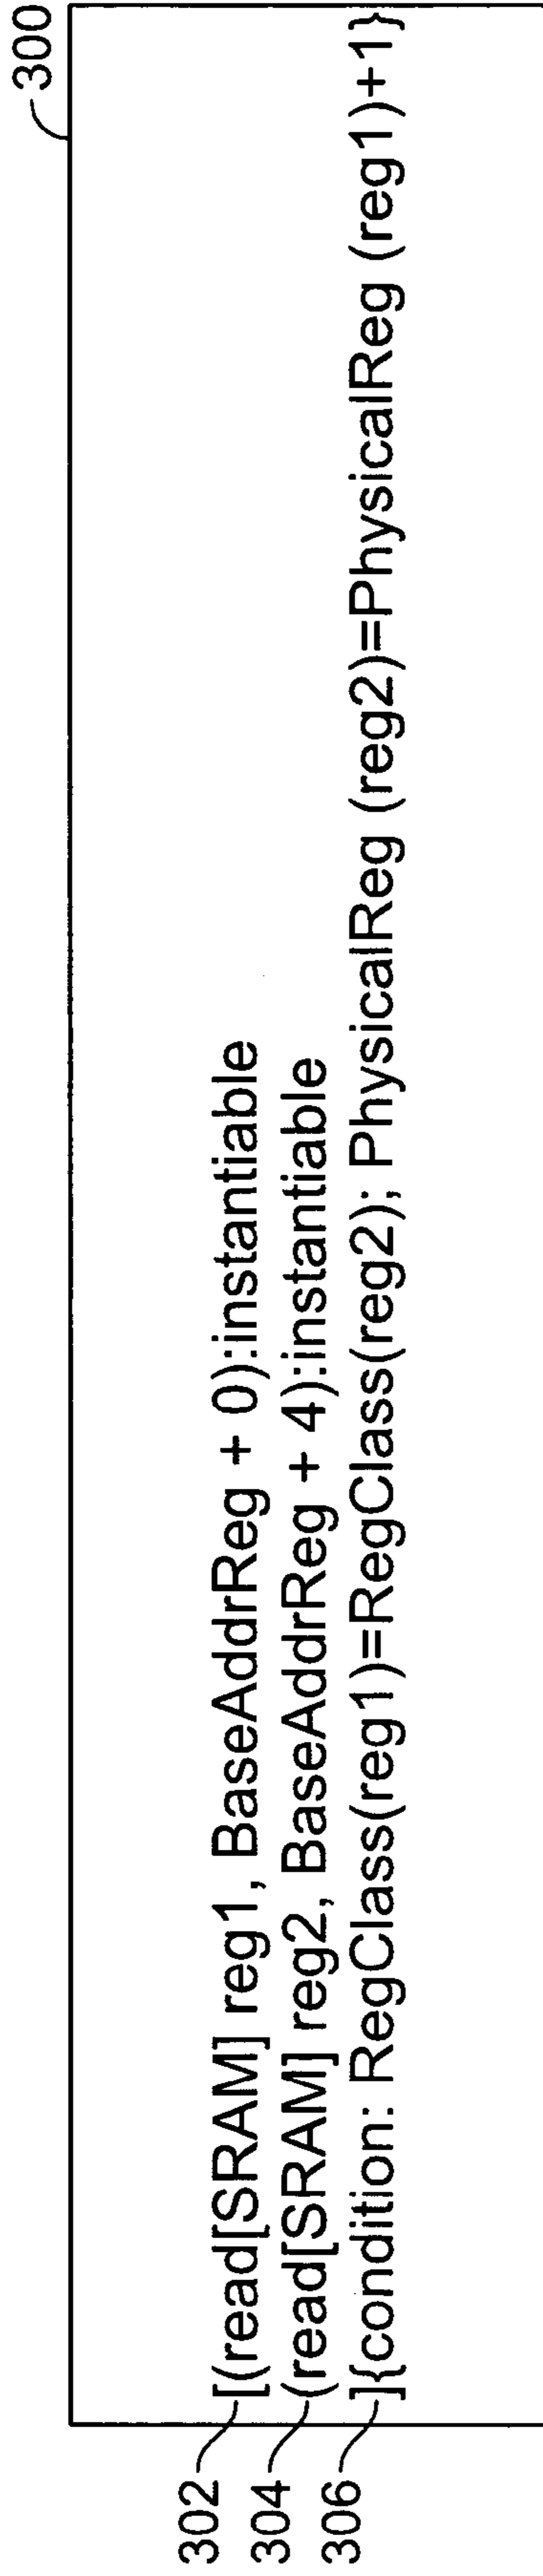 300
302 [(read[SRAM] reg1, BaseAddrReg + 0):instantiable
304 (read[SRAM] reg2, BaseAddrReg + 4):instantiable
306 ]{condition: RegClass(reg1)=RegClass(reg2); PhysicalReg (reg2)=PhysicalReg (reg1)+1}